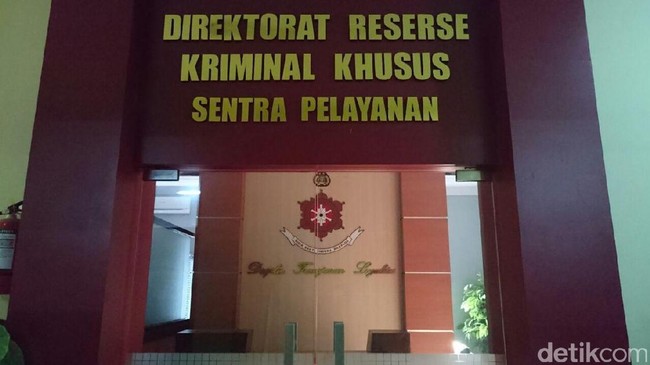 DIREKTORAT RESERSE
KRIMINAL KHUSUS
SENTRA PELAYANAN
detikcom